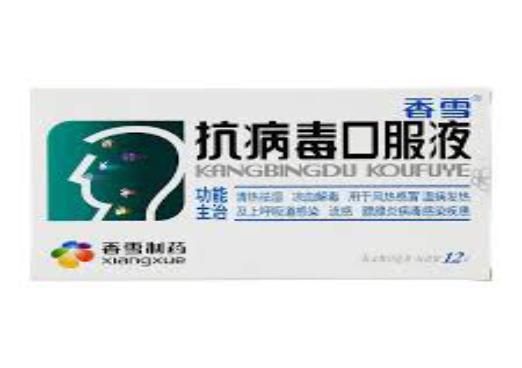 香雪
抗病毒口服液
KANGBINGDU KOUFUYE
功能 清热祛湿 凉血解毒 用于风热感冒 温病发热
主治 及上呼吸道感染 流感 腮腺炎病毒感染疾患
香雪制药
xiangxue
12